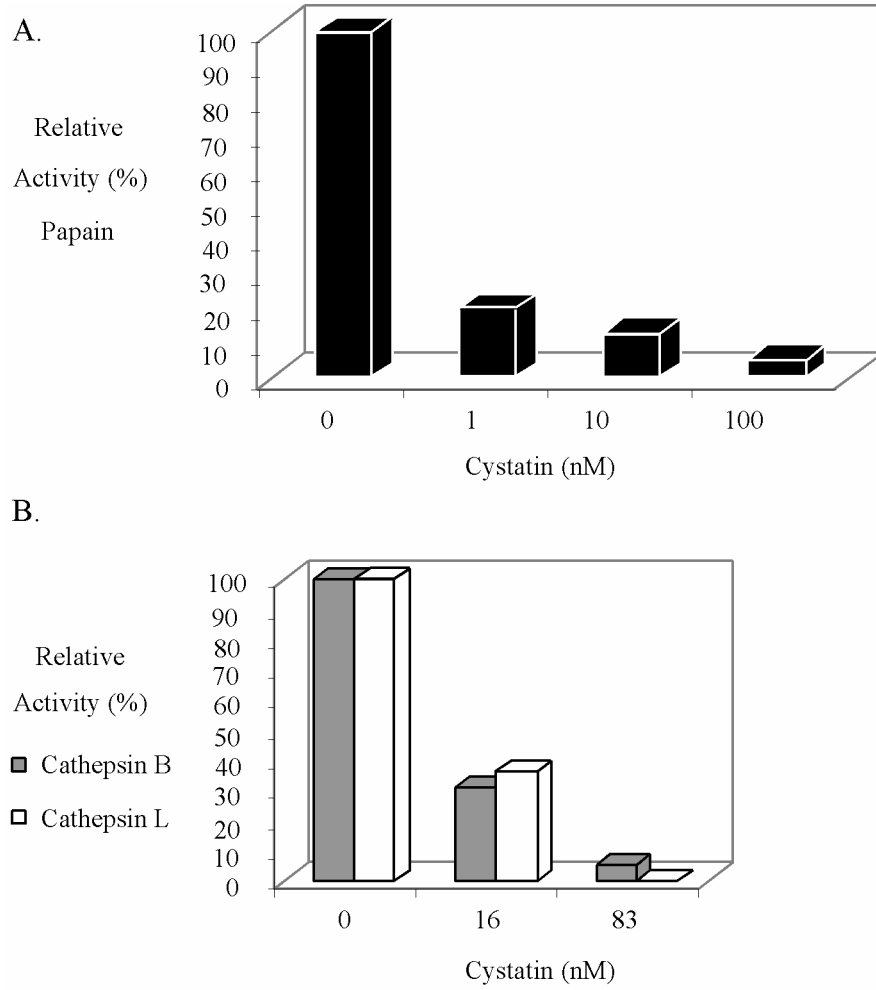 A.
100
90
80
70
60
50
40
30
20
10
0
Relative
Activity (%)
Papain
0 1 10 100
Cystatin (nM)
B.
100
90
80
70
60
50
40
30
20
10
0
Relative
Activity (%)
Cathepsin B
Cathepsin L
0 16 83
Cystatin (nM)